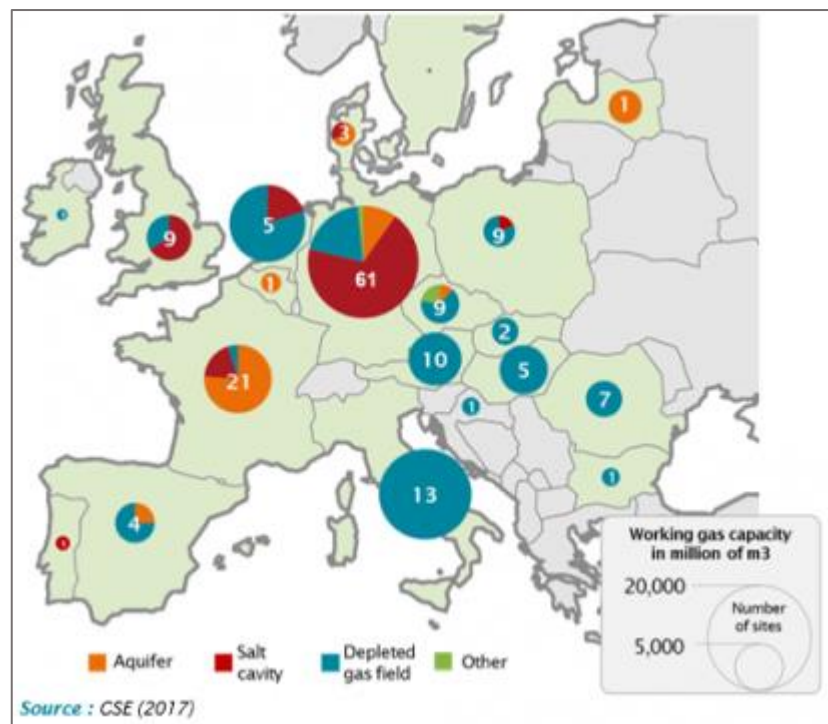 1
3
1
5
9
9
61
1
9
2
10
5
21
7
1
1
13
4
1
Working gas capacity
in million of m3
20,000
Number
of sites
5,000
Aquifer
Salt
cavity
Depleted
gas field
Other
Source : CSE (2017)